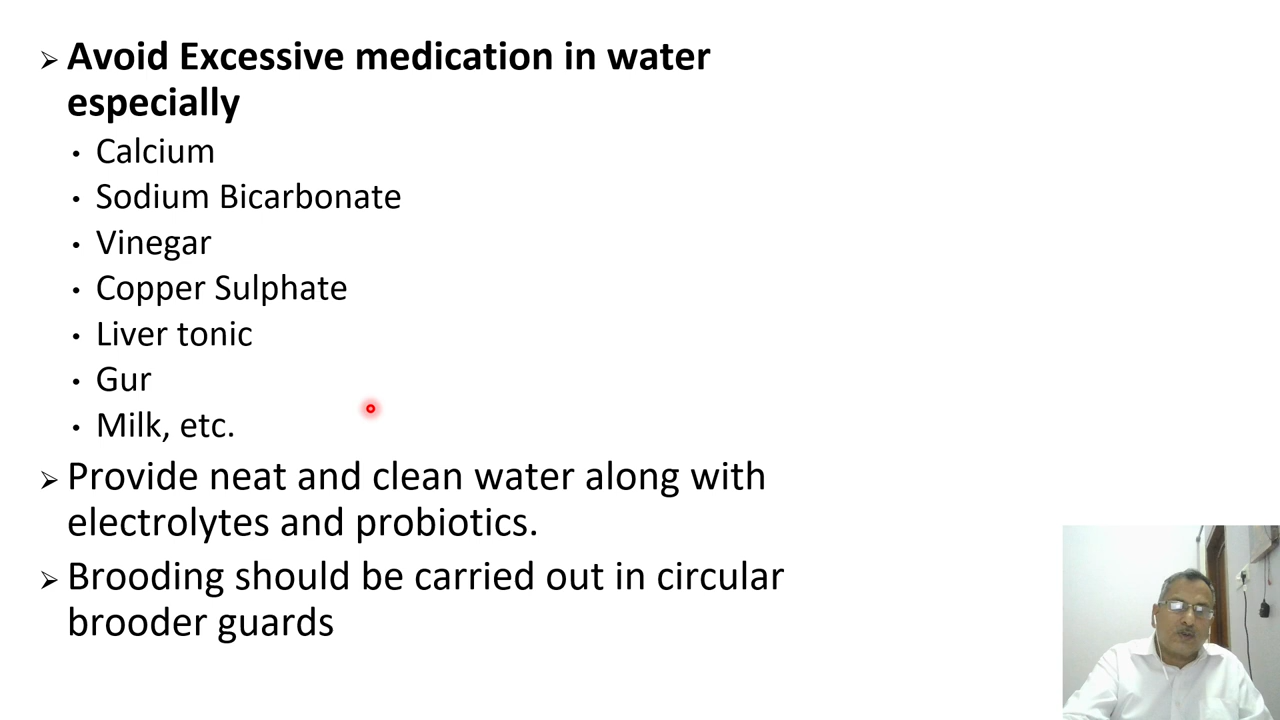 ➢ Avoid Excessive medication in water
especially
• Calcium
• Sodium Bicarbonate
• Vinegar
• Copper Sulphate
• Liver tonic
• Gur
• Milk, etc.
➢ Provide neat and clean water along with
electrolytes and probiotics.
➢ Brooding should be carried out in circular
brooder guards